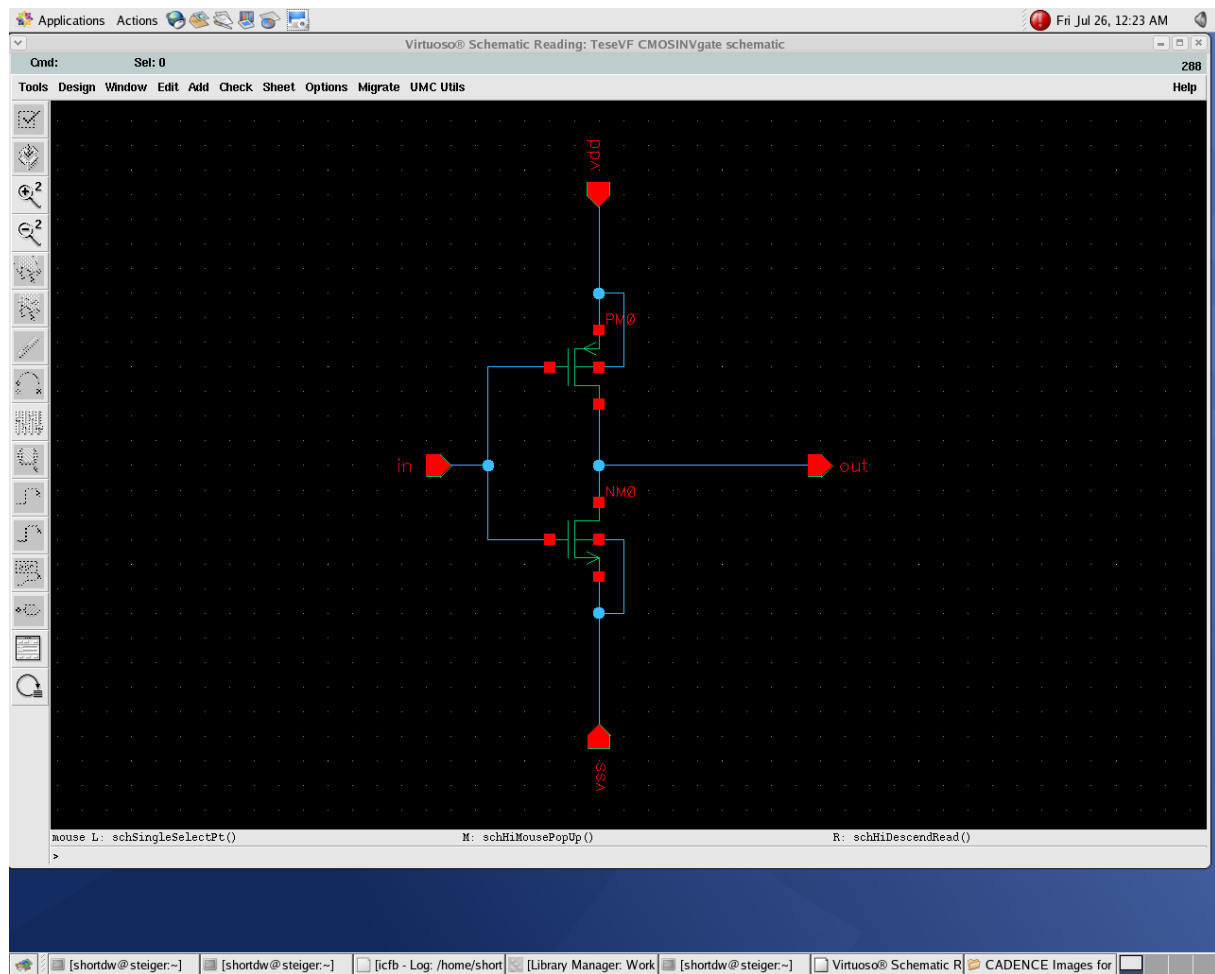 Applications Actions Fri Jul 26, 12:23 AM
Virtuoso® Schematic Reading: TeseVF CMOSINVgate schematic
Cmd: Sel: 0 288
Tools Design Window Edit Add Check Sheet Options Migrate UMC Utils Help
2
2
vdd
PM0
in
out
NM0
vss
mouse L: schSingleSelectPt() M: schHiMousePopUp() R: schHiDescendRead()
>
[shortdw@steiger:~] [shortdw@steiger:~] [icfb - Log: /home/short [Library Manager: Work [shortdw@steiger:~] Virtuoso® Schematic R CADENCE Images for